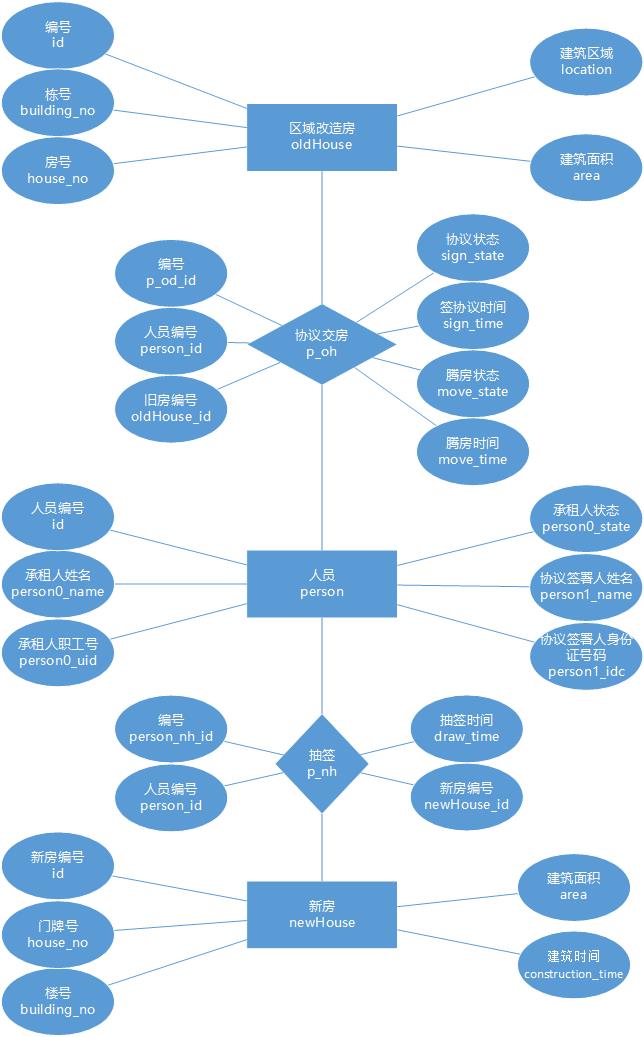 编号
id
栋号
building_no
房号
house_no
区域改造房
oldHouse
建筑区域
location
建筑面积
area
编号
p_od_id
人员编号
person_id
旧房编号
oldHouse_id
协议交房
p_oh
协议状态
sign_state
签协议时间
sign_time
腾房状态
move_state
腾房时间
move_time
人员编号
id
承租人姓名
person0_name
承租人职工号
person0_uid
人员
person
承租人状态
person0_state
协议签署人姓名
person1_name
协议签署人身份
证号码
person1_idc
编号
person_nh_id
人员编号
person_id
抽签
p_nh
抽签时间
draw_time
新房编号
newHouse_id
新房编号
id
门牌号
house_no
楼号
building_no
新房
newHouse
建筑面积
area
建筑时间
construction_time